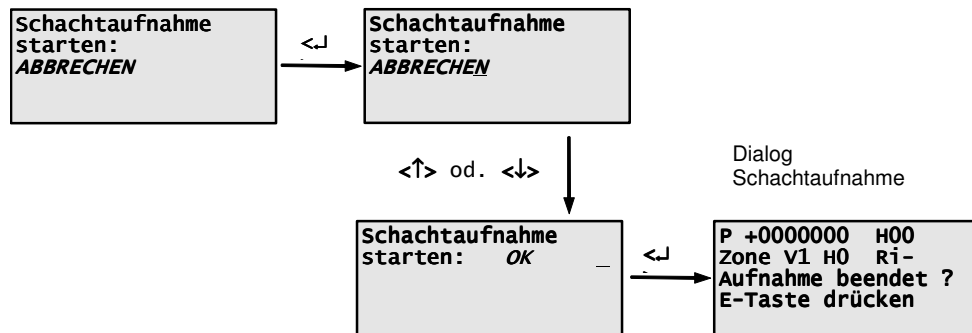 Schachtaufnahme
starten:
ABBRECHEN
<↵
Schachtaufnahme
starten:
ABBRECHEN
<↑> od. <↓>
Dialog
Schachtaufnahme
Schachtaufnahme
starten: OK _
<↵
P +0000000 H00
Zone V1 H0 Ri-
Aufnahme beendet ?
E-Taste drücken